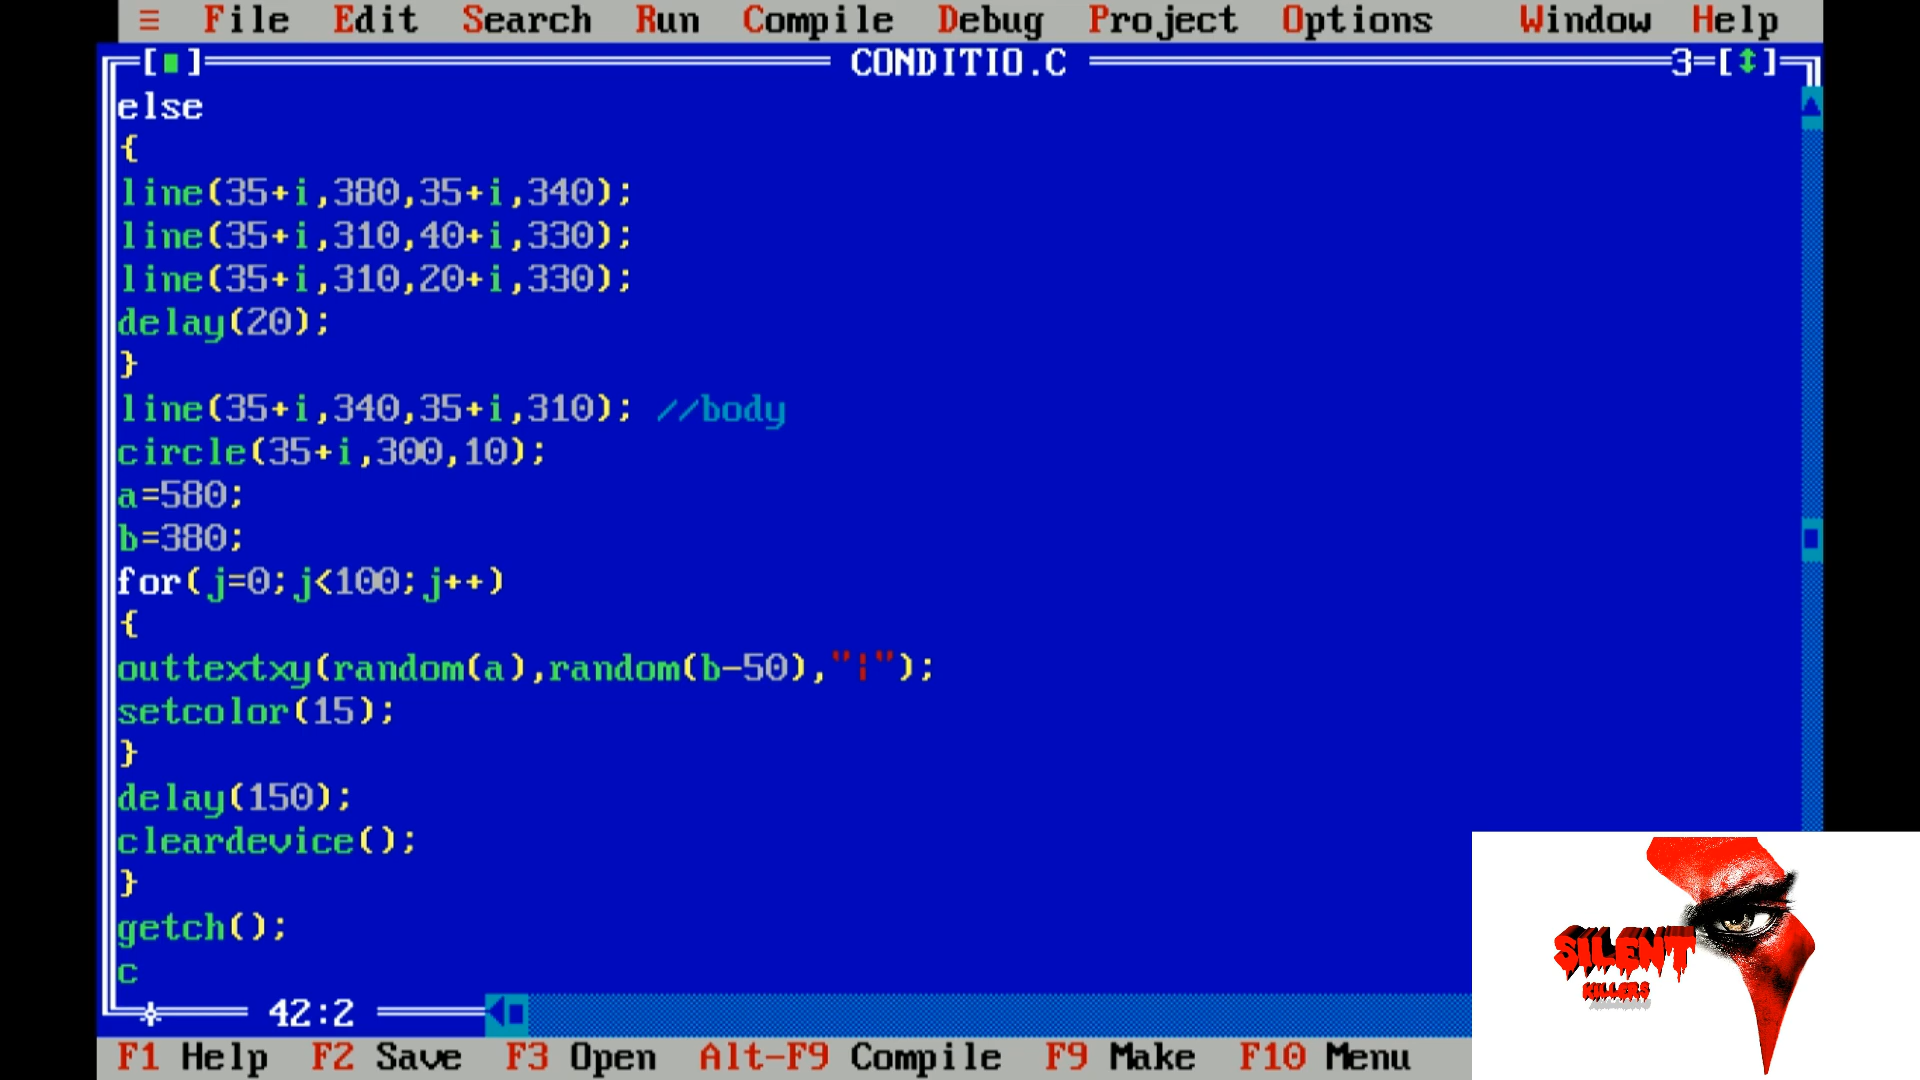 ≡ File Edit Search Run Compile Debug Project Options Window Help
[■] CONDITIO.C 3=[↕]
else
{
line(35+i,380,35+i,340);
line(35+i,310,40+i,330);
line(35+i,310,20+i,330);
delay(20);
}
line(35+i,340,35+i,310); //body
circle(35+i,300,10);
a=580;
b=380;
for(j=0;j<100;j++)
{
outtextxy(random(a),random(b-50),"¦");
setcolor(15);
}
delay(150);
cleardevice();
}
getch();
c
42:2
F1 Help F2 Save F3 Open Alt-F9 Compile F9 Make F10 Menu
SILENT
KILLERS